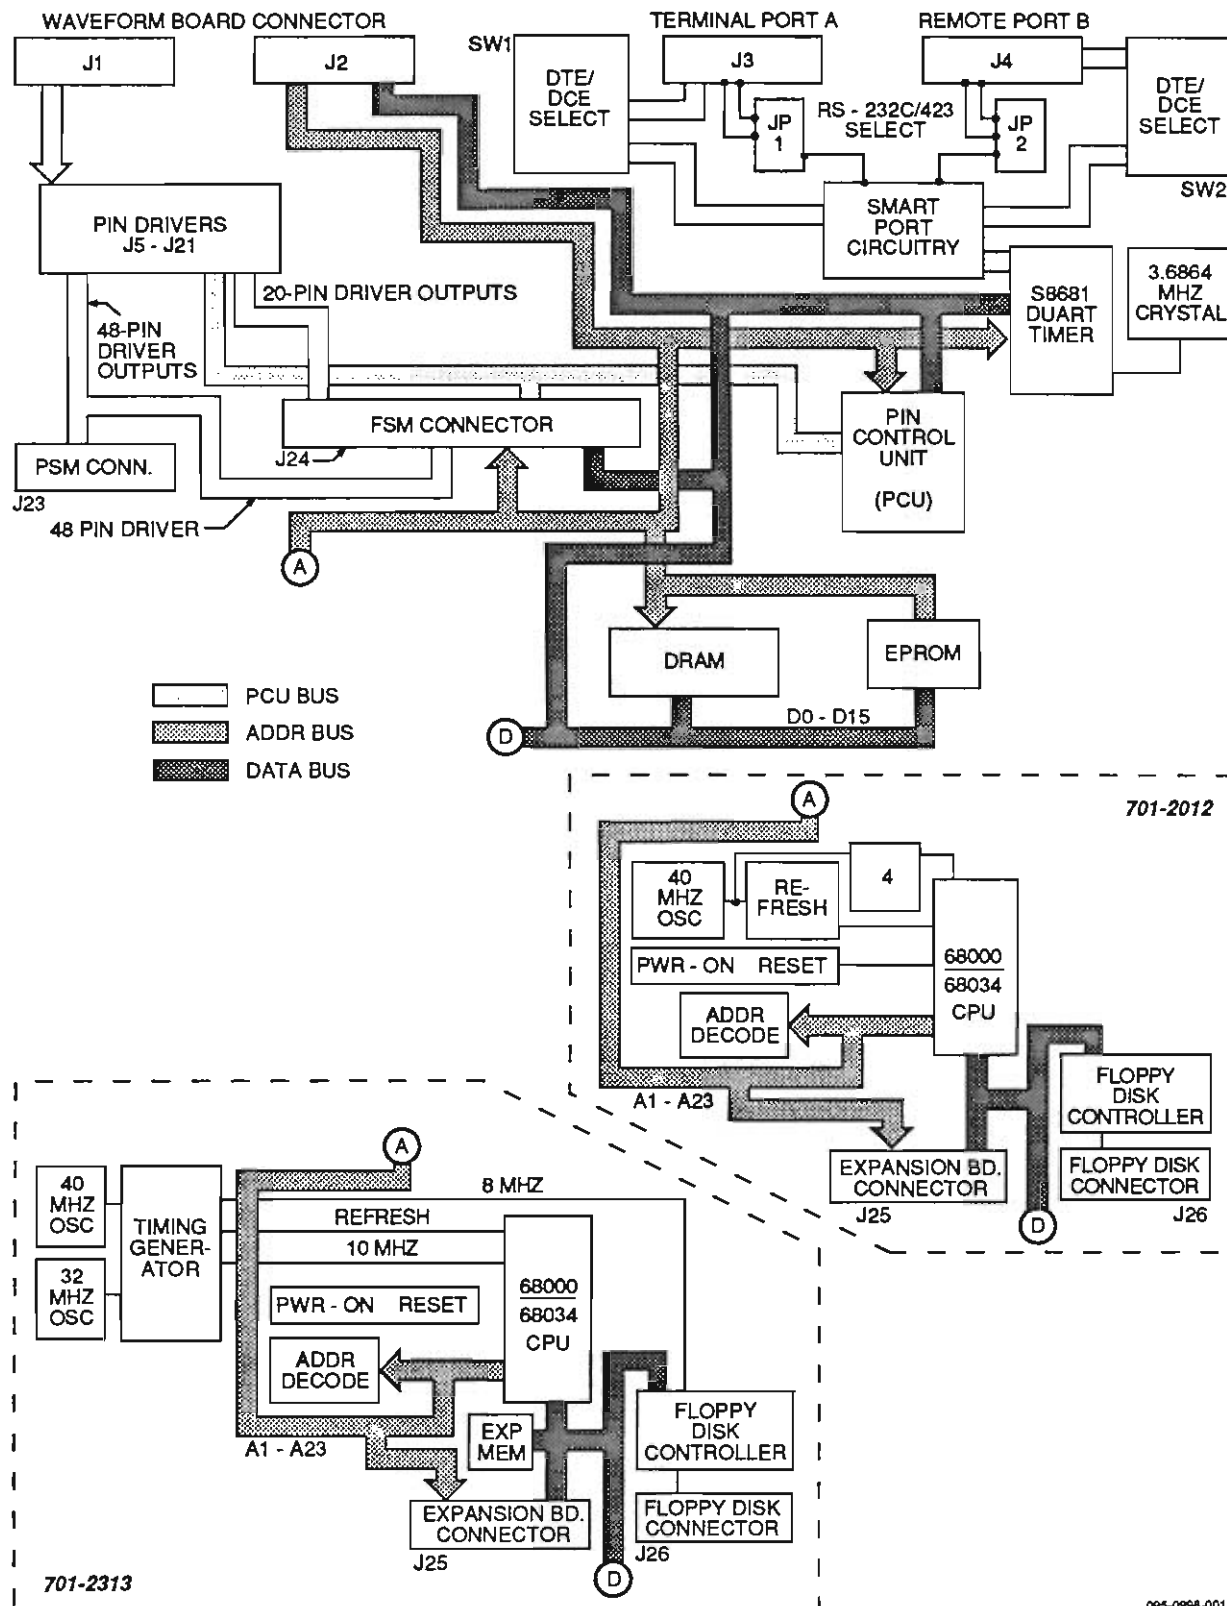 WAVEFORM BOARD CONNECTOR
J1
J2
TERMINAL PORT A
J3
REMOTE PORT B
J4
SW1
DTE/
DCE
SELECT
JP
1
RS - 232C/423
SELECT
JP
2
DTE/
DCE
SELECT
SW2
PIN DRIVERS
J5 - J21
SMART
PORT
CIRCUITRY
20-PIN DRIVER OUTPUTS
48-PIN
DRIVER
OUTPUTS
S8681
DUART
TIMER
3.6864
MHZ
CRYSTAL
FSM CONNECTOR
J24
PSM CONN.
J23
48 PIN DRIVER
PIN
CONTROL
UNIT
(PCU)
A
DRAM
EPROM
D0 - D15
D
PCU BUS
ADDR BUS
DATA BUS
701-2012
A
40
MHZ
OSC
RE-
FRESH
4
PWR - ON RESET
68000
68034
CPU
ADDR
DECODE
A1 - A23
FLOPPY
DISK
CONTROLLER
EXPANSION BD.
CONNECTOR
J25
FLOPPY DISK
CONNECTOR
J26
D
A
40
MHZ
OSC
32
MHZ
OSC
TIMING
GENER-
ATOR
8 MHZ
REFRESH
10 MHZ
PWR - ON RESET
68000
68034
CPU
ADDR
DECODE
A1 - A23
EXP
MEM
FLOPPY
DISK
CONTROLLER
EXPANSION BD.
CONNECTOR
J25
FLOPPY DISK
CONNECTOR
J26
D
701-2313
095-0998-001